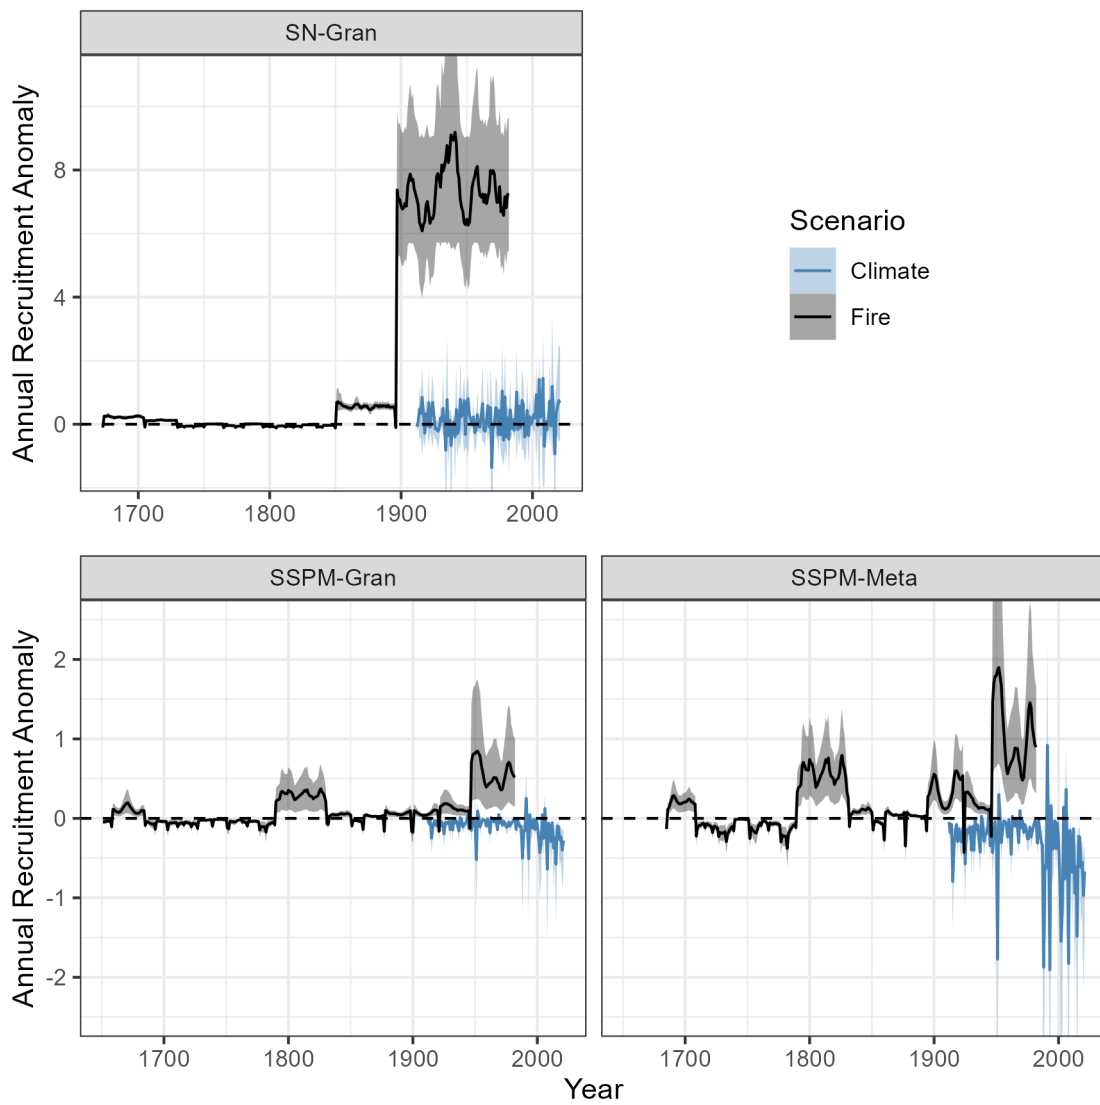 SN-Gran
Annual Recruitment Anomaly
8
4
0
1700 1800 1900 2000
Scenario
Climate
Fire
SSPM-Gran SSPM-Meta
Annual Recruitment Anomaly
2
1
0
-1
-2
1700 1800 1900 2000 1700 1800 1900 2000
Year